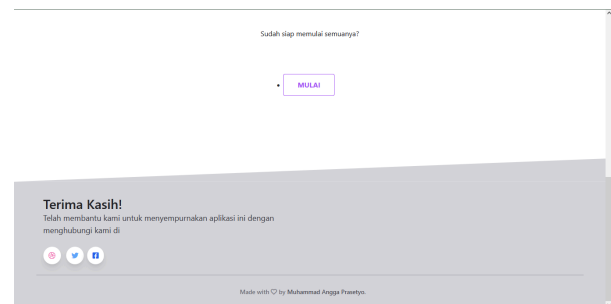 Sudah siap memulai semuanya?
MULAI
Terima Kasih!
Telah membantu kami untuk menyempurnakan aplikasi ini dengan
menghubungi kami di
Made with ♡ by Muhammad Angga Prasetyo.